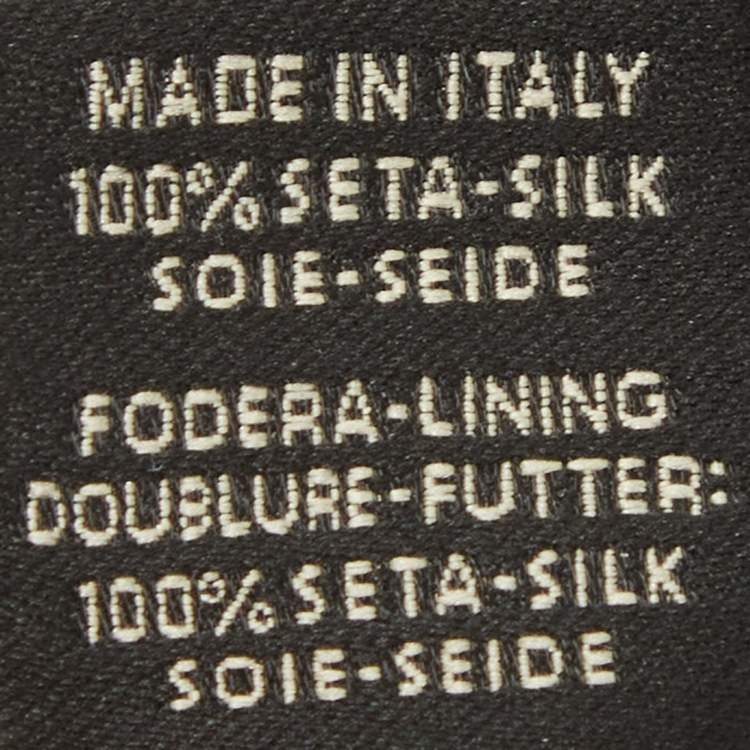 MADE IN ITALY
100% SETA-SILK
SOIE-SEIDE
FODERA-LINING
DOUBLURE-FUTTER:
100% SETA-SILK
SOIE-SEIDE